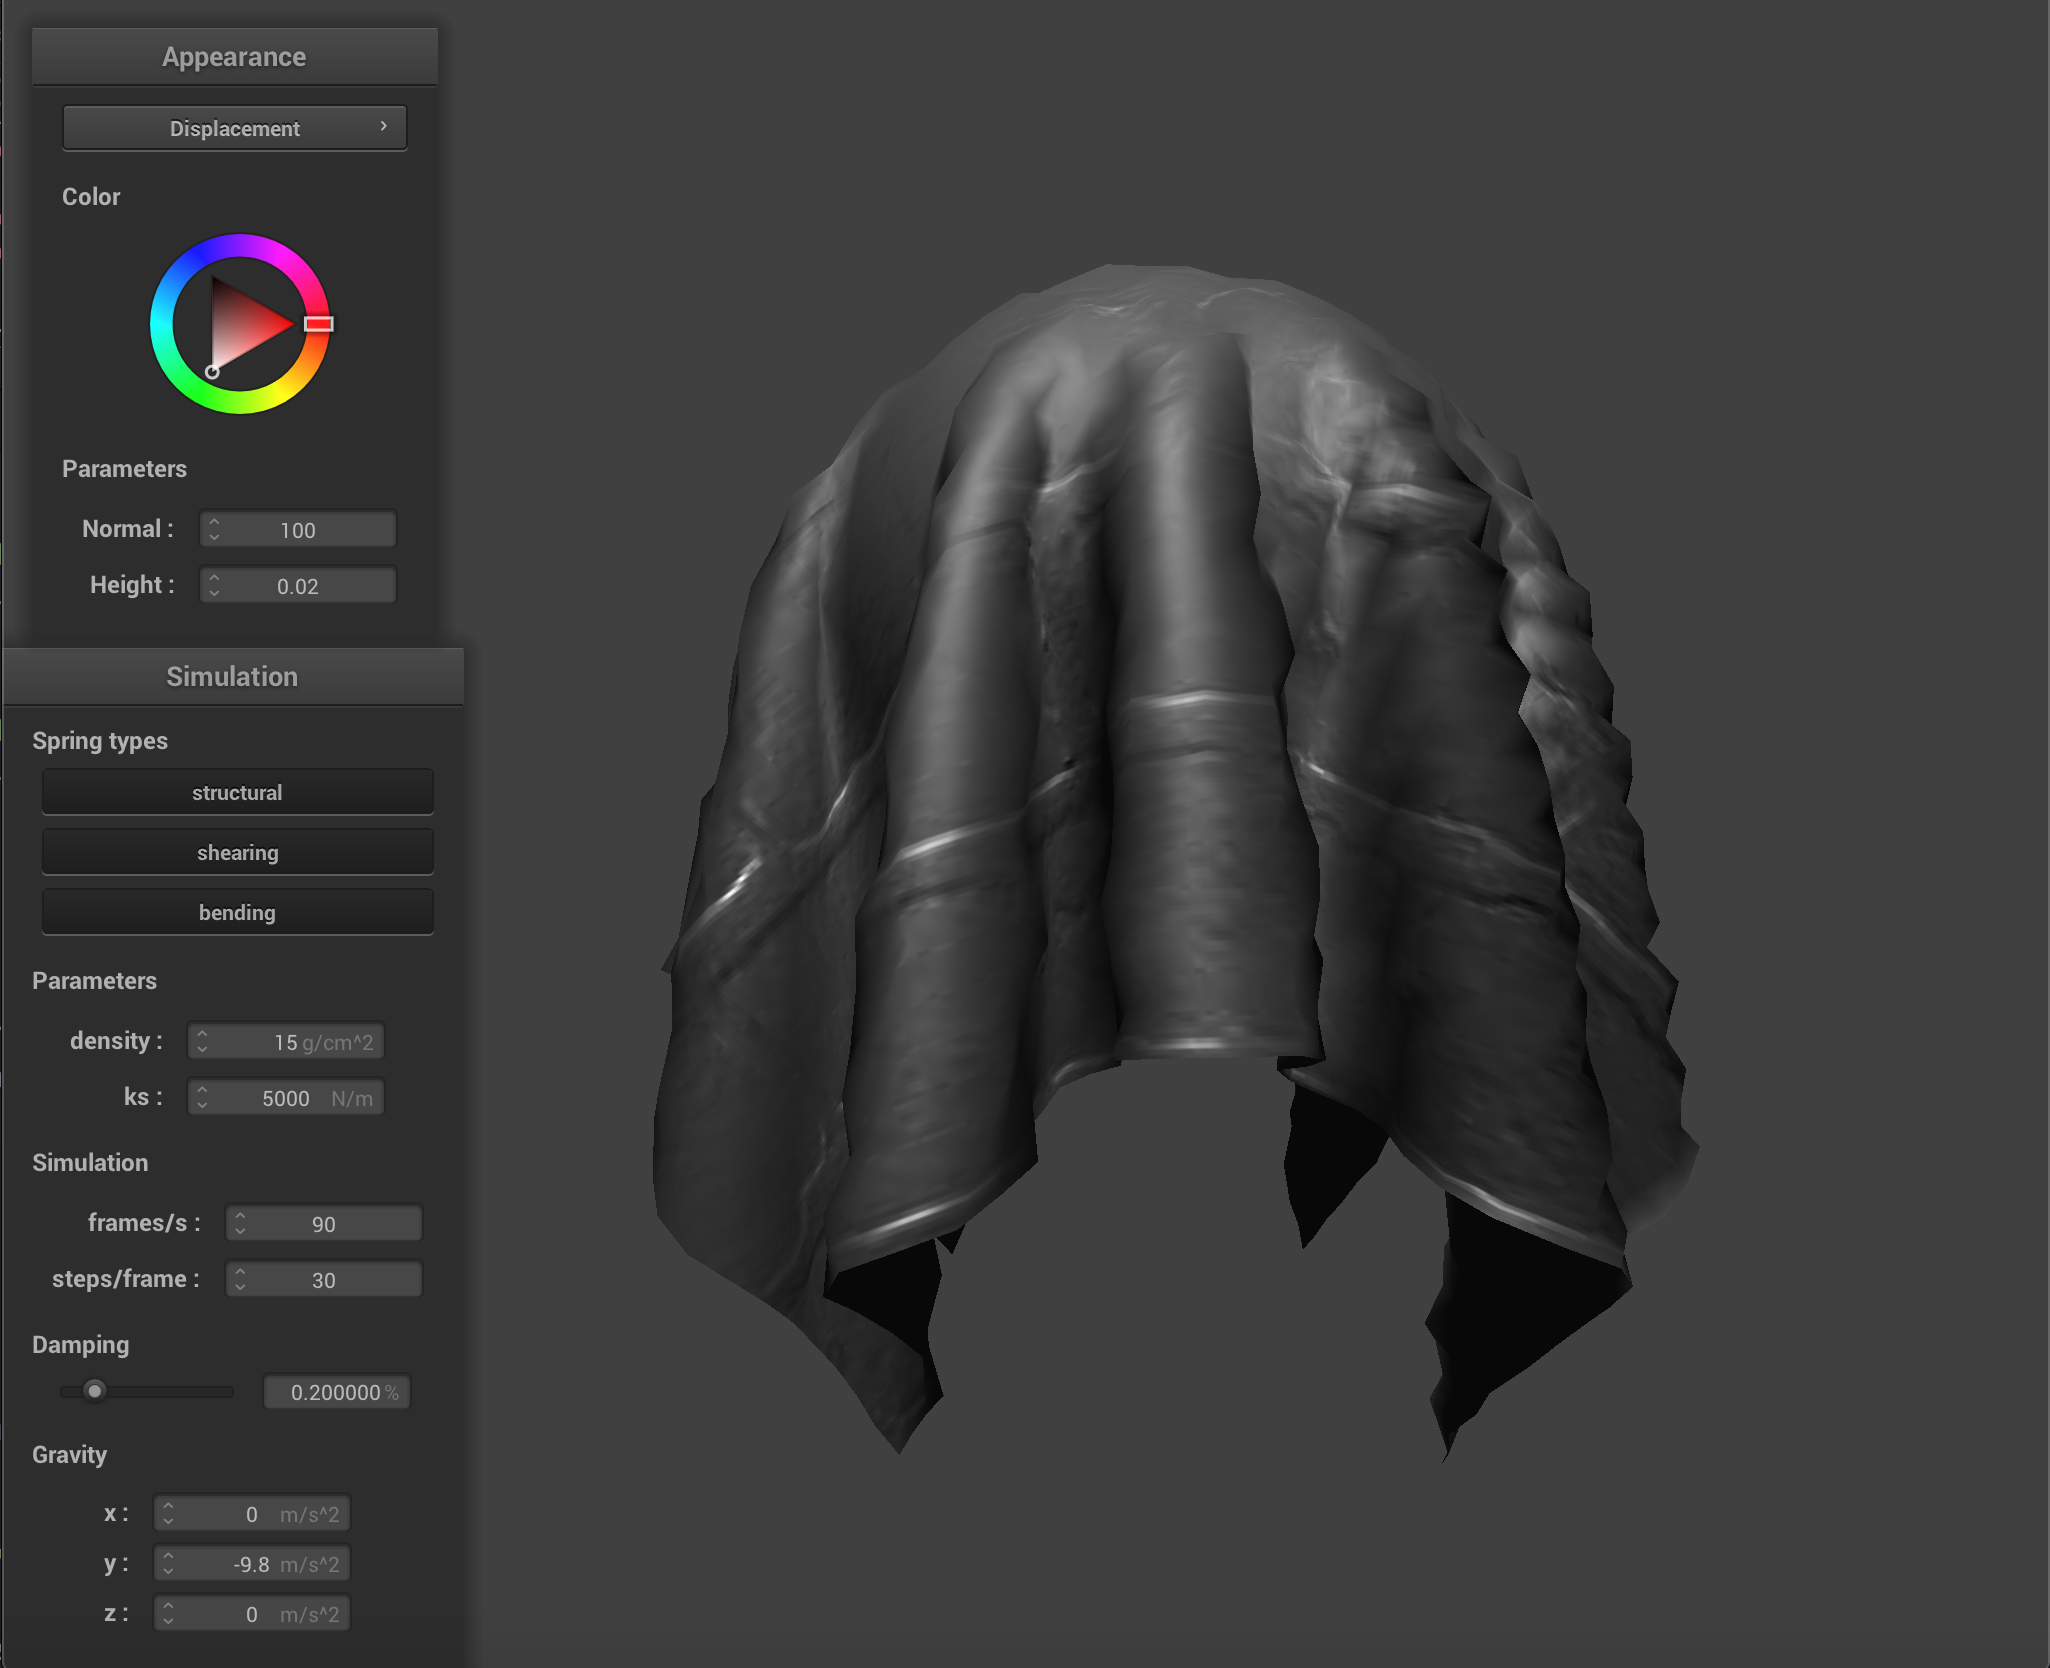 Appearance
Displacement
Color
Parameters
Normal : 100
Height : 0.02
Simulation
Spring types
structural
shearing
bending
Parameters
density : 15 g/cm^2
ks : 5000 N/m
Simulation
frames/s : 90
steps/frame : 30
Damping
0.200000 %
Gravity
x : 0 m/s^2
y : -9.8 m/s^2
z : 0 m/s^2